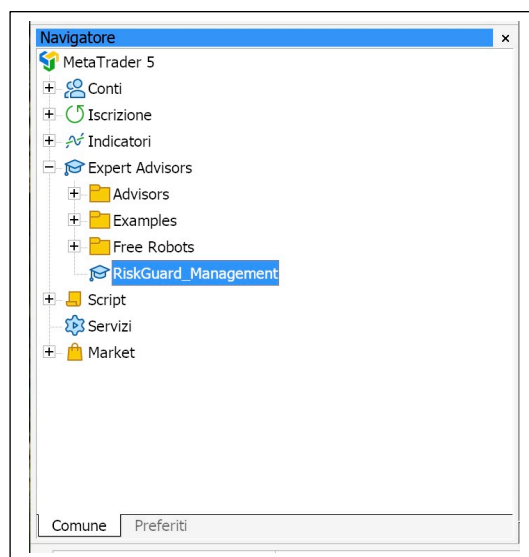 Navigatore
MetaTrader 5
Conti
Iscrizione
Indicatori
Expert Advisors
Advisors
Examples
Free Robots
RiskGuard_Management
Script
Servizi
Market
Comune Preferiti